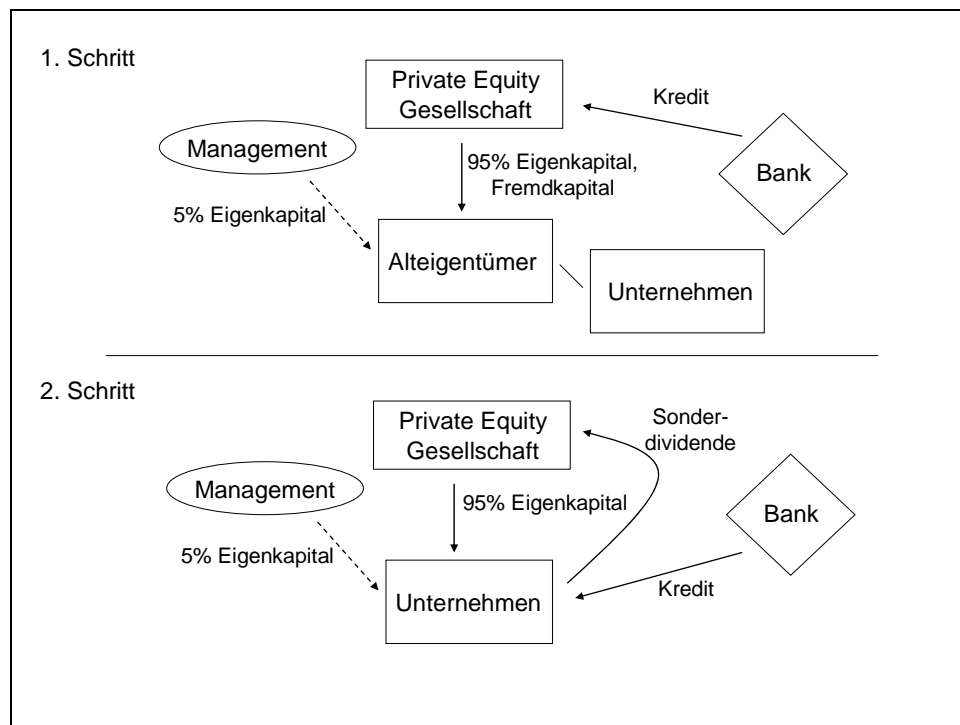 1. Schritt
Private Equity
Gesellschaft
Kredit
Management
95% Eigenkapital,
Fremdkapital
Bank
5% Eigenkapital
Alteigentümer
Unternehmen
2. Schritt
Private Equity
Gesellschaft
Sonder-
dividende
Management
95% Eigenkapital
Bank
5% Eigenkapital
Unternehmen
Kredit